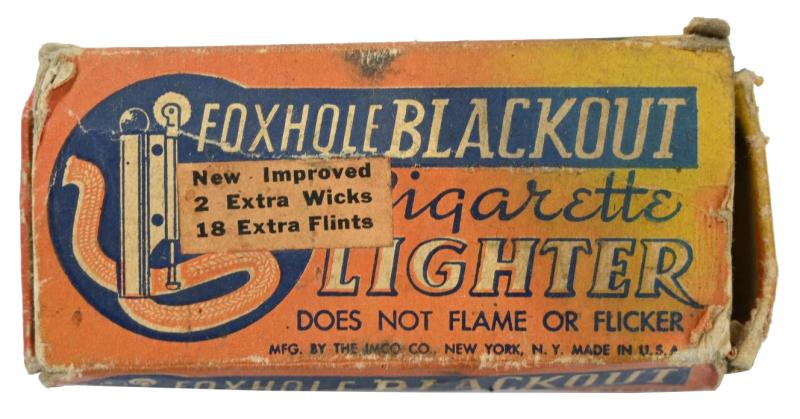 FOXHOLE BLACKOUT
New Improved
2 Extra Wicks
18 Extra Flints
Cigarette
LIGHTER
DOES NOT FLAME OR FLICKER
MFG. BY THE IMCO CO. NEW YORK, N.Y. MADE IN U.S.A
FOXHOLE BLACKOUT